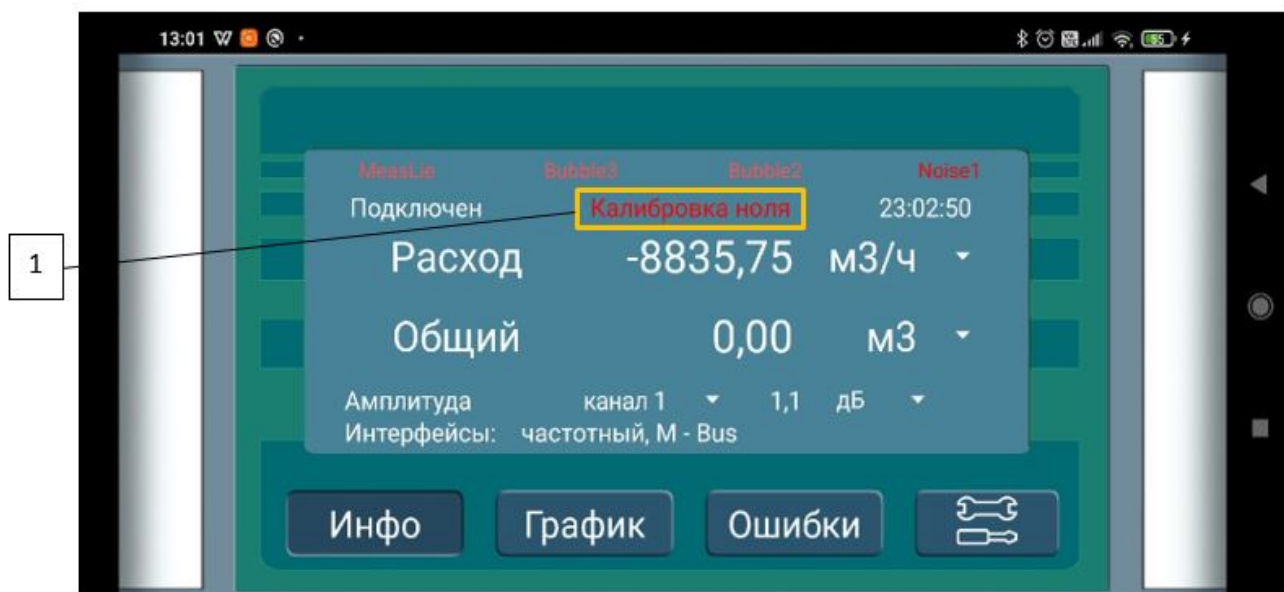 13:01
95
MeasLie Bubble3 Bubble2 Noise1
Подключен Калибровка ноля 23:02:50
1
Расход -8835,75 м3/ч
Общий 0,00 м3
Амплитуда канал 1 1,1 дБ
Интерфейсы: частотный, M - Bus
Инфо График Ошибки